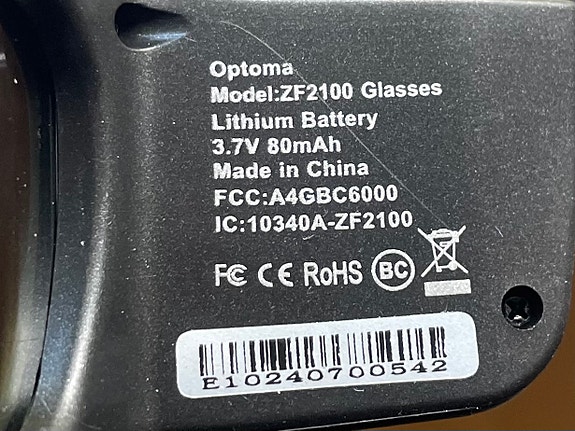 Optoma
Model:ZF2100 Glasses
Lithium Battery
3.7V 80mAh
Made in China
FCC:A4GBC6000
IC:10340A-ZF2100
FC CE RoHS BC
E10240700542